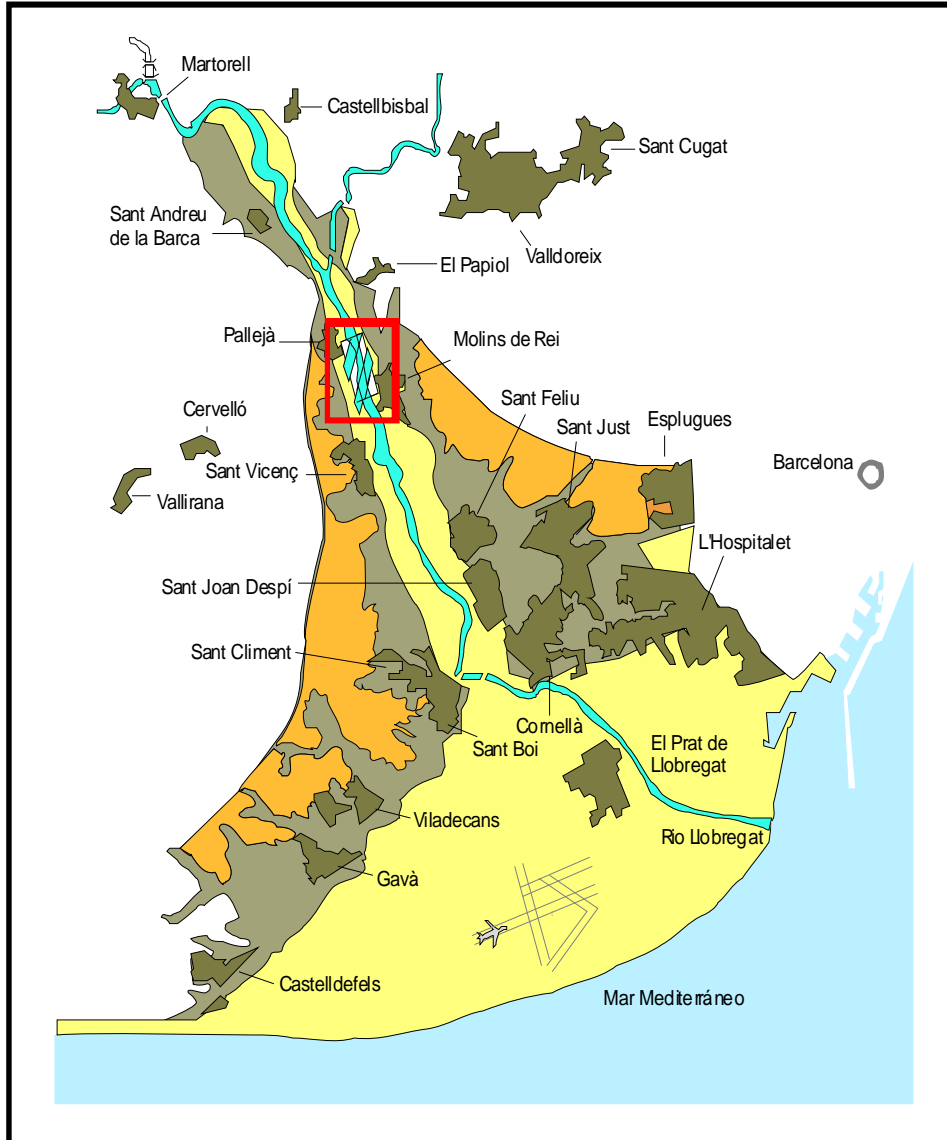 Martorell
Castellbisbal
Sant Cugat
Sant Andreu
de la Barca
Valldoreix
El Papiol
Pallejà
Molins de Rei
Sant Feliu
Cervelló
Sant Just
Esplugues
Barcelona
Sant Vicenç
Vallirana
L'Hospitalet
Sant Joan Despí
Sant Climent
Cornellà
Sant Boi
El Prat de
Llobregat
Viladecans
Rio Llobregat
Gavà
Castelldefels
Mar Mediterráneo